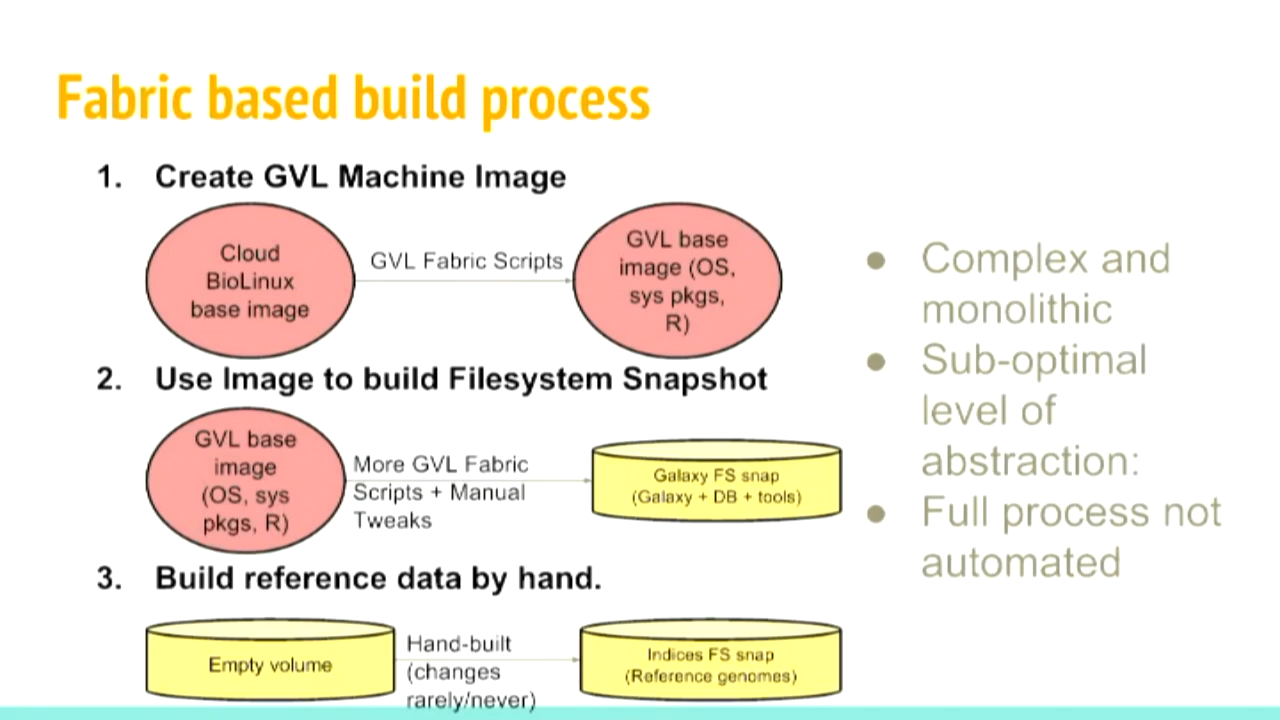 Fabric based build process
1. Create GVL Machine Image
Cloud
BioLinux
base image
GVL Fabric Scripts
GVL base
image (OS,
sys pkgs,
R)
2. Use Image to build Filesystem Snapshot
GVL base
image
(OS, sys
pkgs, R)
More GVL Fabric
Scripts + Manual
Tweaks
Galaxy FS snap
(Galaxy + DB + tools)
3. Build reference data by hand.
Empty volume
Hand-built
(changes
rarely/never)
Indices FS snap
(Reference genomes)
● Complex and
monolithic
● Sub-optimal
level of
abstraction:
● Full process not
automated